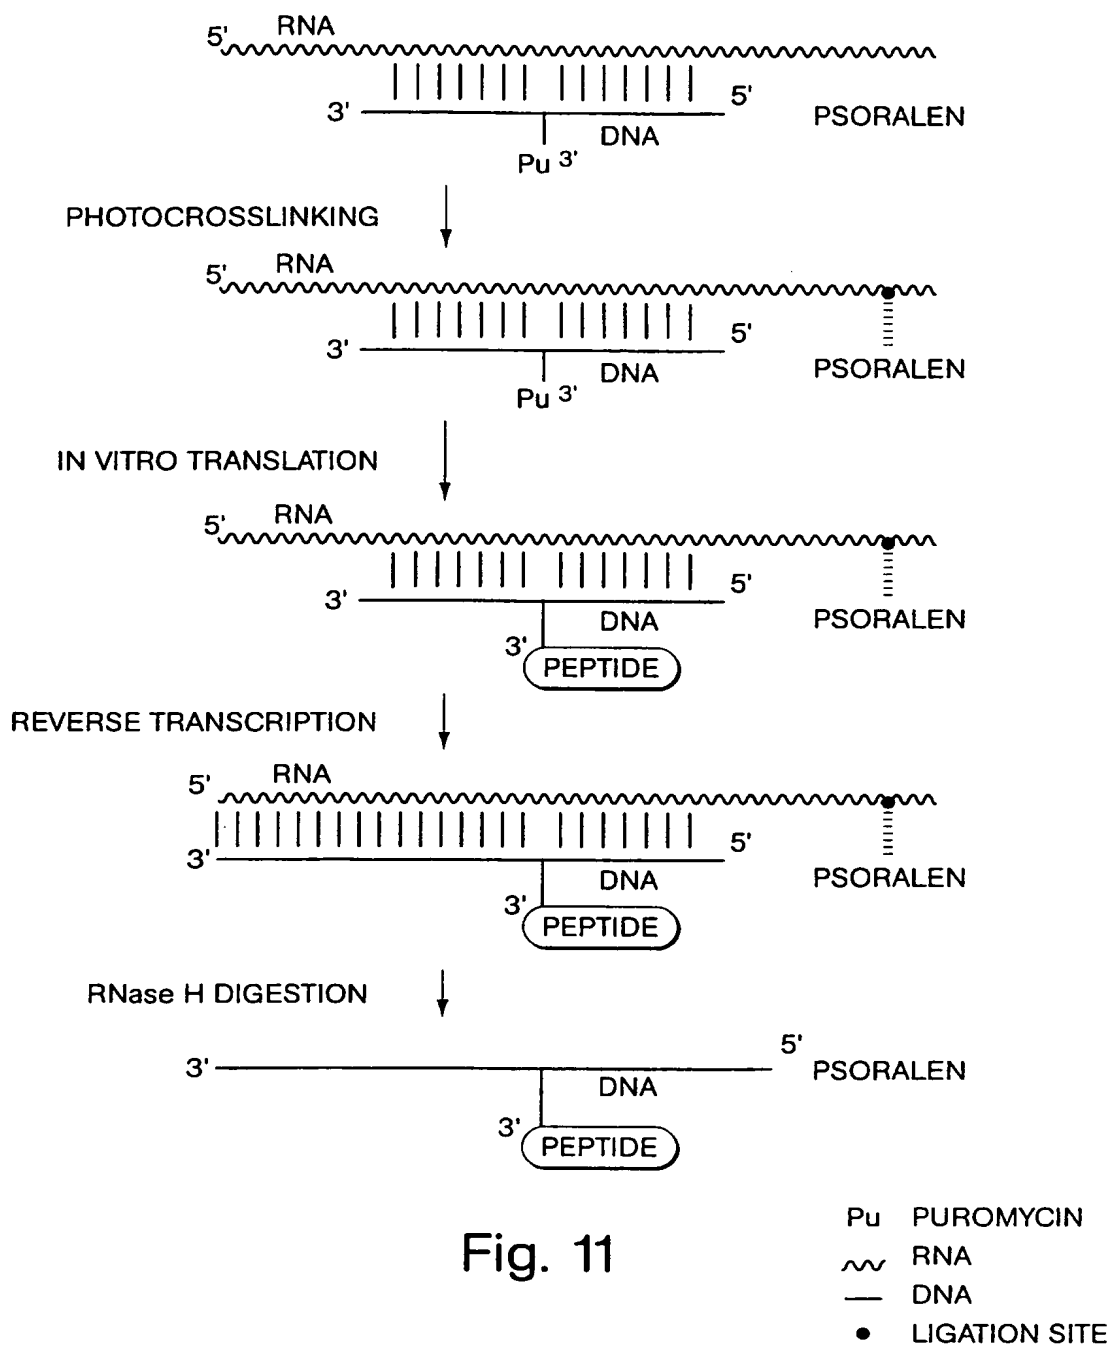 RNA
5'
3'
5'
DNA
PSORALEN
Pu 3'
PHOTOCROSSLINKING
RNA
5'
3'
5'
DNA
PSORALEN
Pu 3'
IN VITRO TRANSLATION
RNA
5'
3'
5'
DNA
PSORALEN
3'
PEPTIDE
REVERSE TRANSCRIPTION
RNA
5'
3'
5'
DNA
PSORALEN
3'
PEPTIDE
RNase H DIGESTION
5'
3'
DNA
PSORALEN
3'
PEPTIDE
Fig. 11
Pu PUROMYCIN
RNA
DNA
LIGATION SITE